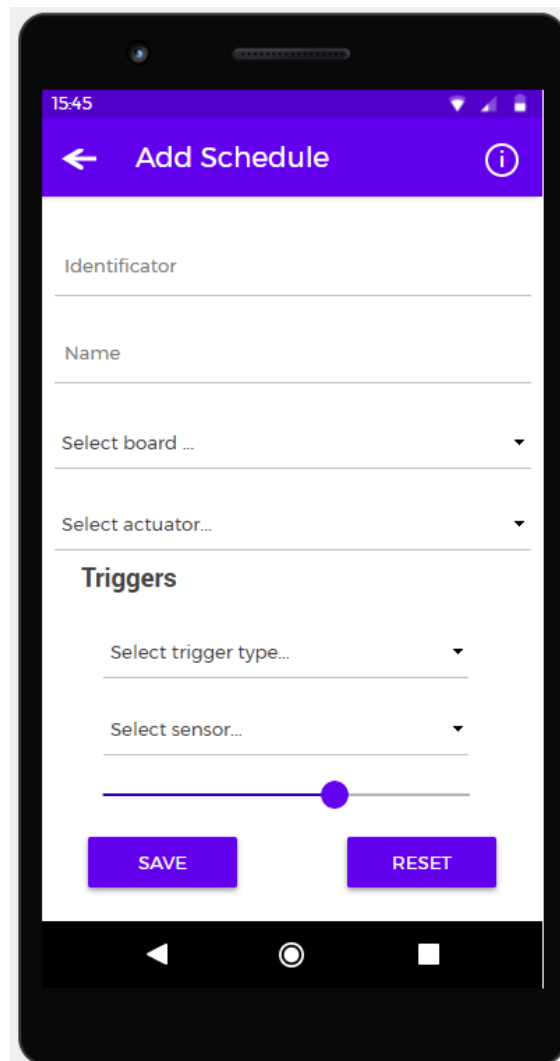 15:45
Add Schedule
Identificator
Name
Select board ...
Select actuator...
Triggers
Select trigger type...
Select sensor...
SAVE RESET